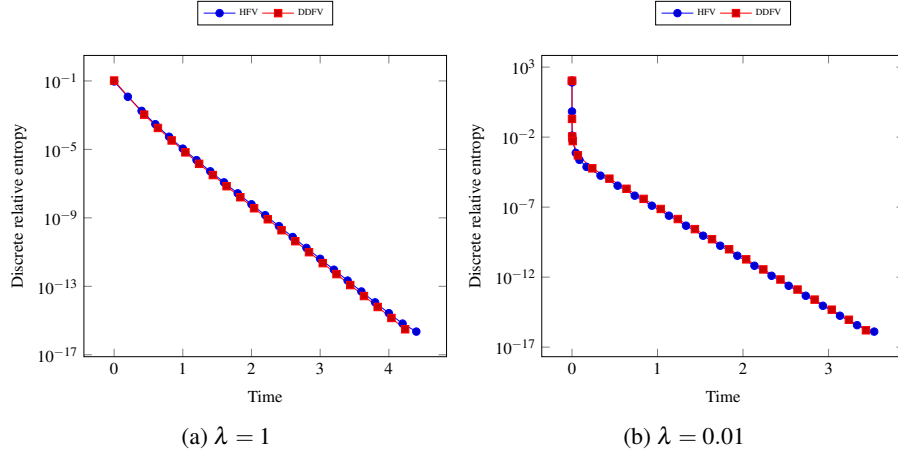 HFV DDFV
10^−1
10^−5
10^−9
10^−13
10^−17
0 1 2 3 4
Time
Discrete relative entropy
(a) λ = 1
HFV DDFV
10^3
10^−2
10^−7
10^−12
10^−17
0 1 2 3
Time
Discrete relative entropy
(b) λ = 0.01